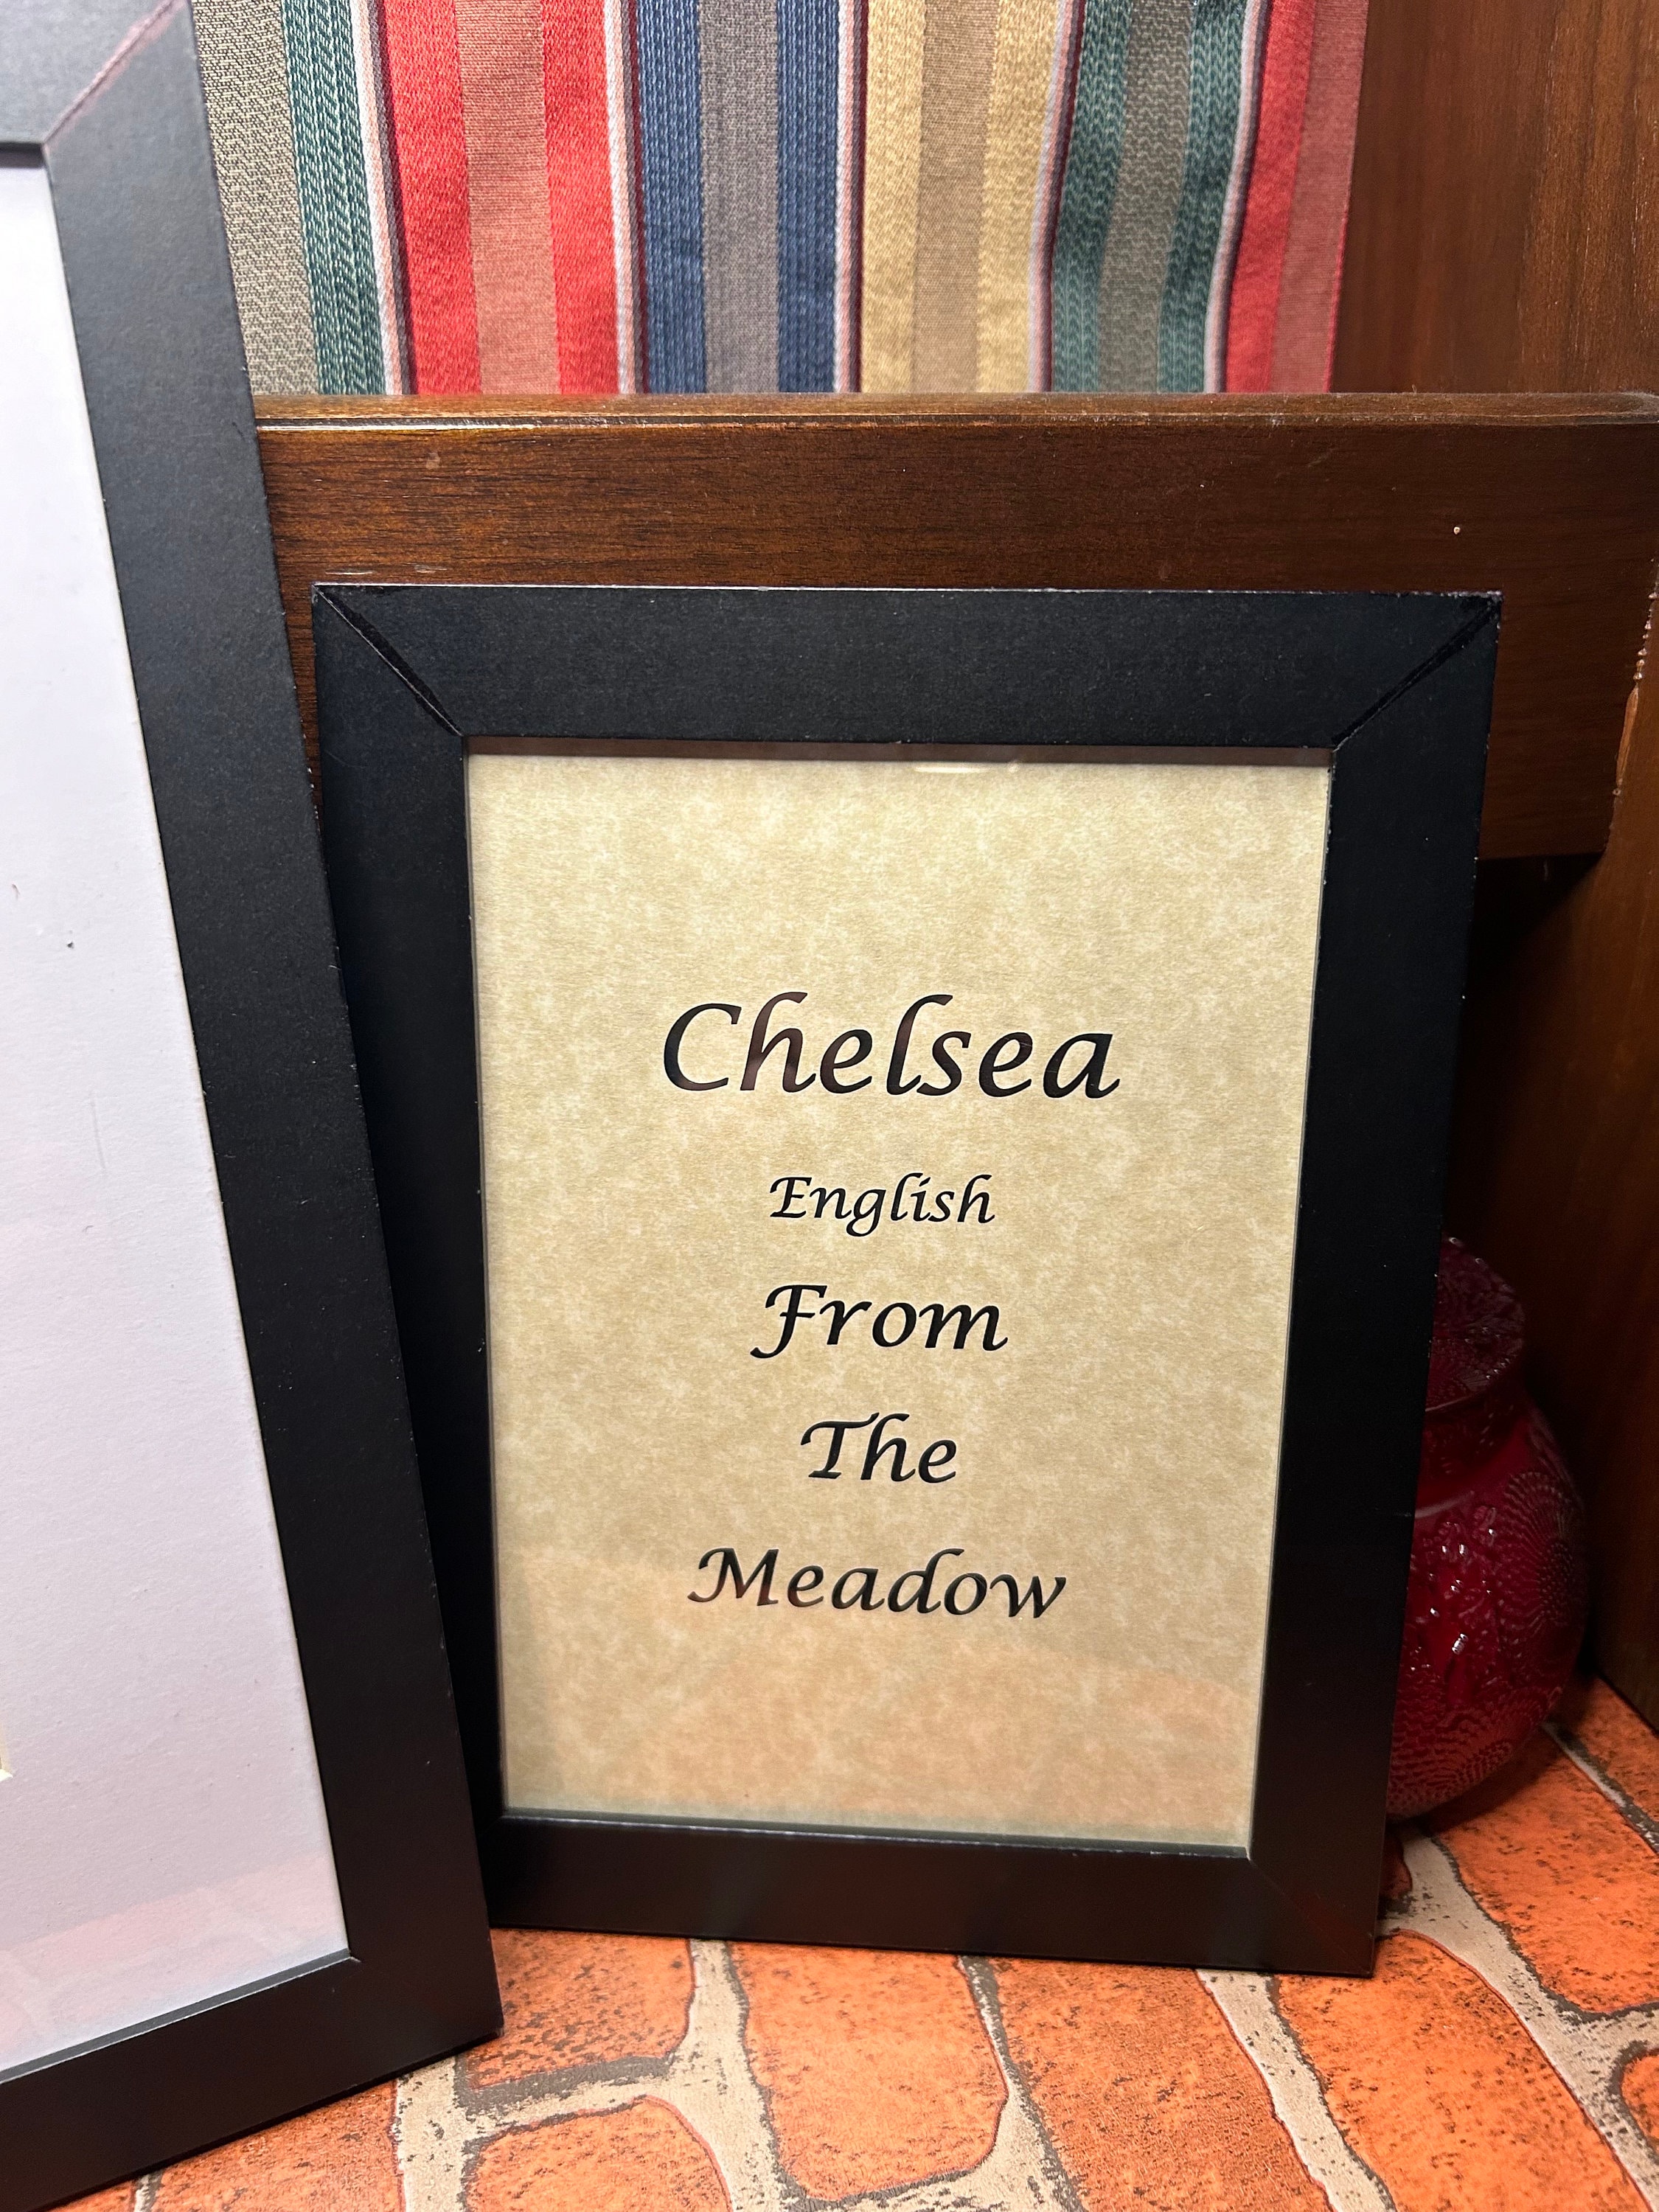 Chelsea
English
From
The
Meadow